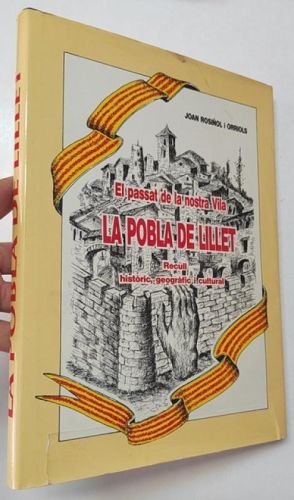 JOAN ROSIÑOL i ORRIOLS
El passat de la nostra Vila
LA POBLA DE LILLET
Recull
històric, geogràfic i cultural
LA POBLA DE LILLET